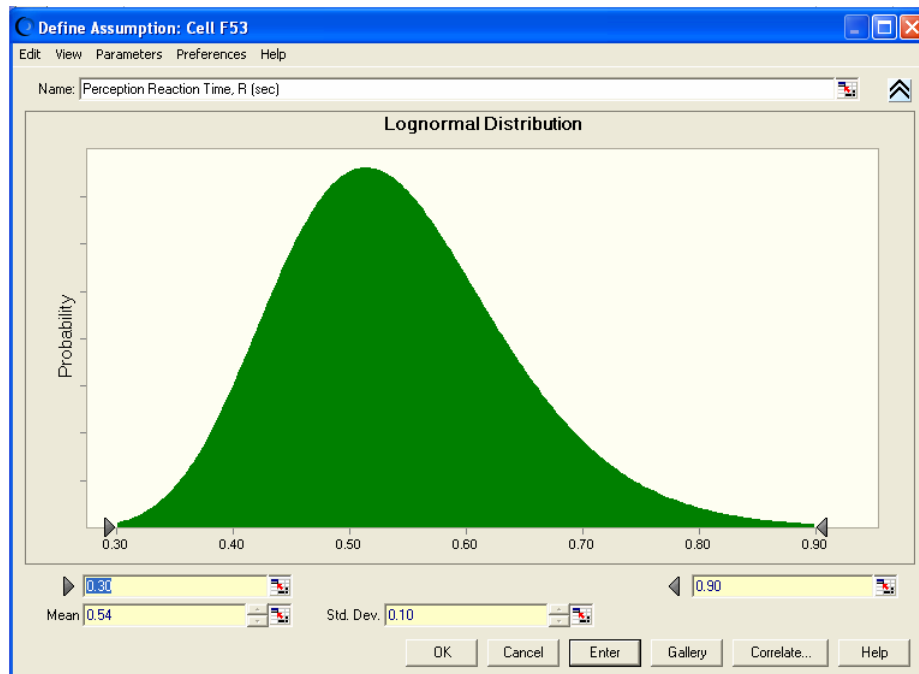 Define Assumption: Cell F53
Edit View Parameters Preferences Help
Name: Perception Reaction Time, R (sec)
Lognormal Distribution
Probability
0.30 0.40 0.50 0.60 0.70 0.80 0.90
0.30 0.90
Mean 0.54 Std. Dev. 0.10
OK Cancel Enter Gallery Correlate... Help